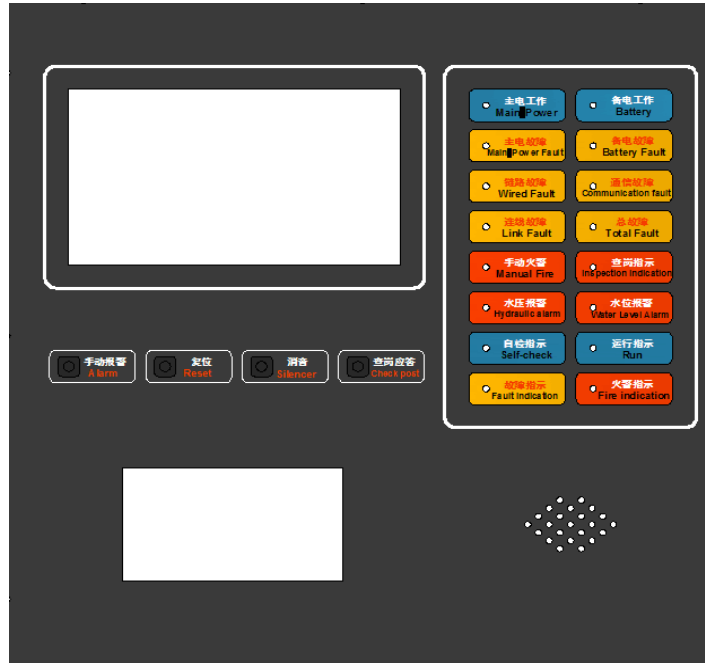 主电工作
Main Power
备电工作
Battery
主电故障
Main Power Fault
备电故障
Battery Fault
链路故障
Wired Fault
通信故障
Communication fault
连线故障
Link Fault
总故障
Total Fault
手动火警
Manual Fire
查岗指示
Inspection Indication
水压报警
Hydraulic alarm
水位报警
Water Level Alarm
自检指示
Self-check
运行指示
Run
故障指示
Fault Indication
火警指示
Fire indication
手动报警
Alarm
复位
Reset
消音
Silencer
查岗应答
Check post